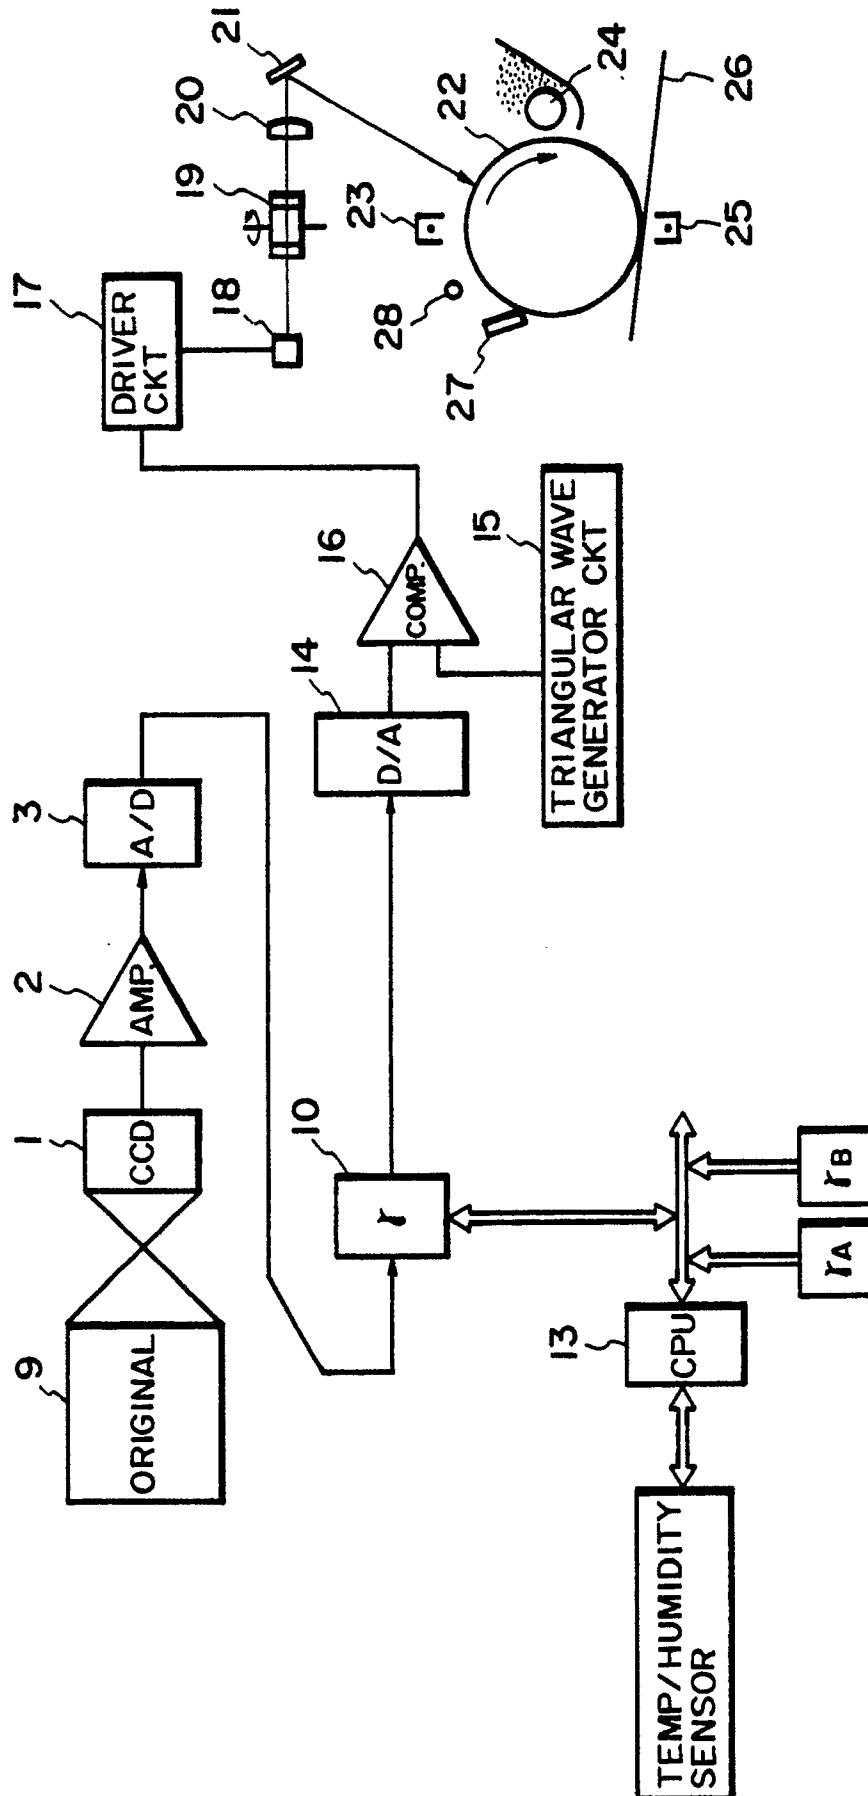 9
ORIGINAL
1
CCD
2
AMP.
3
A/D
10
γ
14
D/A
16
COMP.
15
TRIANGULAR WAVE
GENERATOR CKT
17
DRIVER
CKT
18
19
20
21
22
23
24
25
26
27
28
13
CPU
TEMP/HUMIDITY
SENSOR
γA
γB